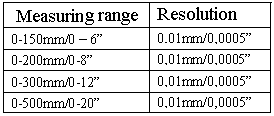 Measuring range Resolution
0-150mm/0 – 6” 0.01mm/0,0005”
0-200mm/0-8” 0,01mm/0,0005”
0-300mm/0-12” 0,01mm/0,0005”
0-500mm/0-20” 0,01mm/0,0005”